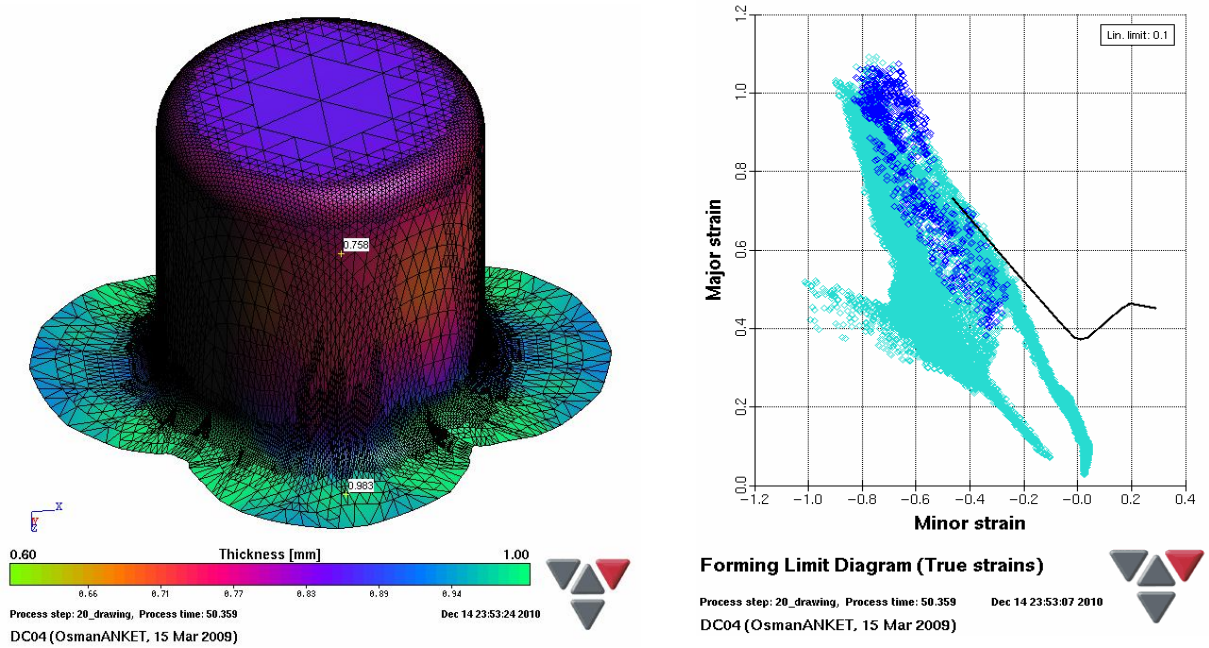 0.758
0.983
X
Y
Z
0.60 Thickness [mm] 1.00
0.66 0.71 0.77 0.83 0.89 0.94
Process step: 20_drawing, Process time: 50.359 Dec 14 23:53:24 2010
DC04 (OsmanANKET, 15 Mar 2009)
Lin. limit: 0.1
1.2
1.0
0.8
0.6
0.4
0.2
0.0
Major strain
-1.2 -1.0 -0.8 -0.6 -0.4 -0.2 -0.0 0.2 0.4
Minor strain
Forming Limit Diagram (True strains)
Process step: 20_drawing, Process time: 50.359 Dec 14 23:53:07 2010
DC04 (OsmanANKET, 15 Mar 2009)